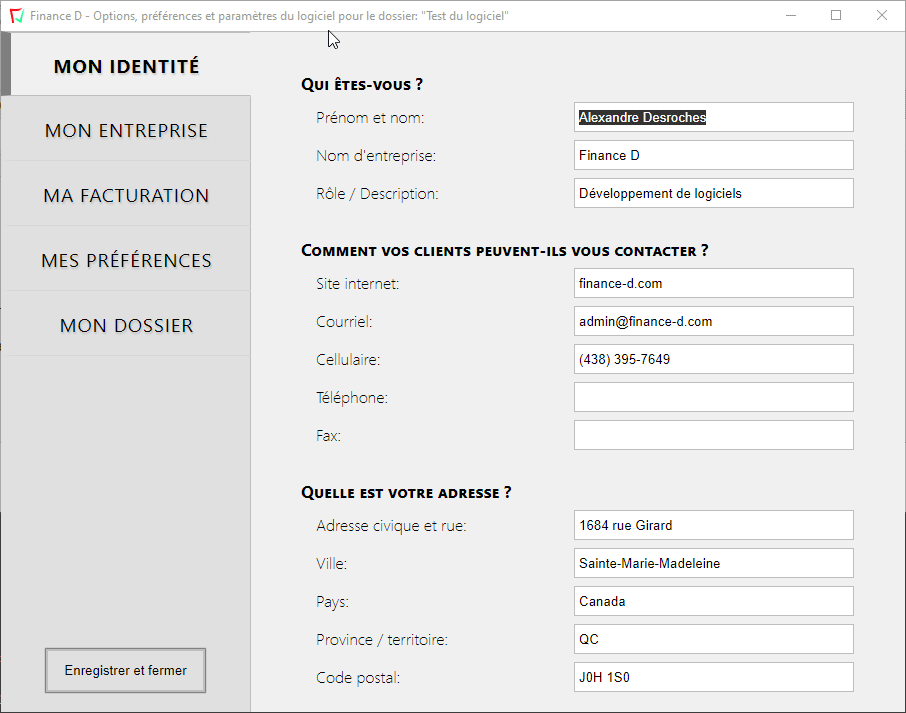 Finance D - Options, préférences et paramètres du logiciel pour le dossier: "Test du logiciel"
MON IDENTITÉ
MON ENTREPRISE
MA FACTURATION
MES PRÉFÉRENCES
MON DOSSIER
Enregistrer et fermer
Qui êtes-vous ?
Prénom et nom: Alexandre Desroches
Nom d'entreprise: Finance D
Rôle / Description: Développement de logiciels
Comment vos clients peuvent-ils vous contacter ?
Site internet: finance-d.com
Courriel: admin@finance-d.com
Cellulaire: (438) 395-7649
Téléphone:
Fax:
Quelle est votre adresse ?
Adresse civique et rue: 1684 rue Girard
Ville: Sainte-Marie-Madeleine
Pays: Canada
Province / territoire: QC
Code postal: J0H 1S0